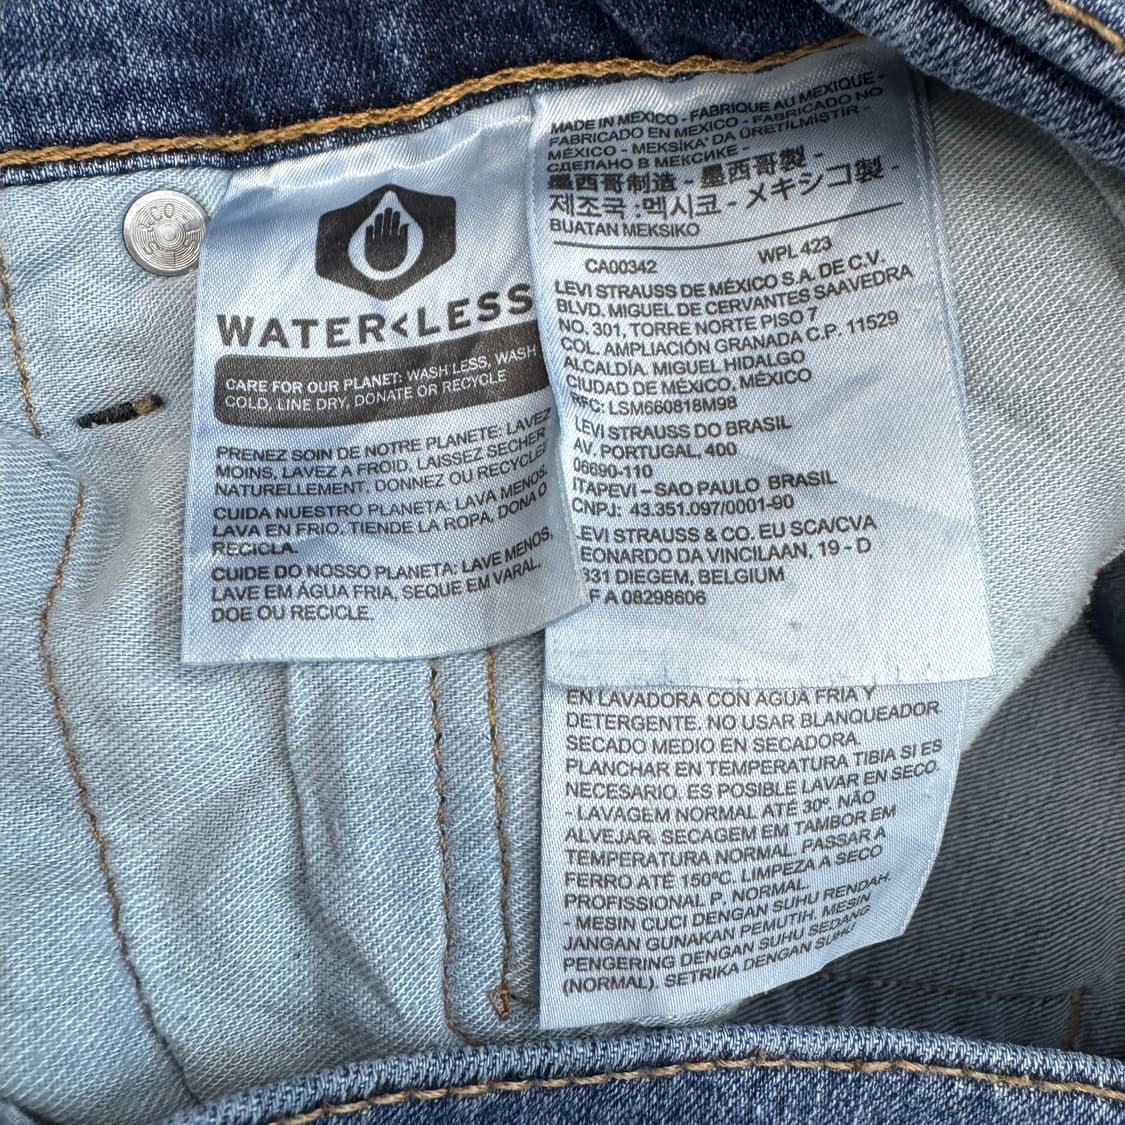 WATER<LESS
CARE FOR OUR PLANET: WASH LESS, WASH
COLD, LINE DRY, DONATE OR RECYCLE
PRENEZ SOIN DE NOTRE PLANETE: LAVEZ
MOINS, LAVEZ A FROID, LAISSEZ SECHER
NATURELLEMENT, DONNEZ OU RECYCLEZ
CUIDA NUESTRO PLANETA: LAVA MENOS,
LAVA EN FRIO, TIENDE LA ROPA, DONA O
RECICLA.
CUIDE DO NOSSO PLANETA: LAVE MENOS,
LAVE EM ÁGUA FRIA, SEQUE EM VARAL,
DOE OU RECICLE.
MADE IN MEXICO - FABRIQUE AU MEXIQUE -
FABRICADO EN MEXICO - FABRICADO NO
MÉXICO - MEKSİKA' DA ÜRETİLMİŞTİR -
СДЕЛАНО В МЕКСИКЕ -
墨西哥制造 - 墨西哥製 -
제조국 :멕시코 - メキシコ製 -
BUATAN MEKSIKO
CA00342 WPL 423
LEVI STRAUSS DE MÉXICO S.A. DE C.V.
BLVD. MIGUEL DE CERVANTES SAAVEDRA
NO. 301, TORRE NORTE PISO 7
COL. AMPLIACIÓN GRANADA C.P. 11529
ALCALDÍA. MIGUEL HIDALGO
CIUDAD DE MÉXICO, MÉXICO
RFC: LSM660818M98
LEVI STRAUSS DO BRASIL
AV. PORTUGAL, 400
06690-110
ITAPEVI – SAO PAULO BRASIL
CNPJ: 43.351.097/0001-90
LEVI STRAUSS & CO. EU SCA/CVA
LEONARDO DA VINCILAAN, 19 - D
831 DIEGEM, BELGIUM
F A 08298606
EN LAVADORA CON AGUA FRIA Y
DETERGENTE. NO USAR BLANQUEADOR
SECADO MEDIO EN SECADORA
PLANCHAR EN TEMPERATURA TIBIA SI ES
NECESARIO. ES POSIBLE LAVAR EN SECO.
- LAVAGEM NORMAL ATÉ 30º. NÃO
ALVEJAR, SECAGEM EM TAMBOR EM
TEMPERATURA NORMAL. PASSAR A
FERRO ATÉ 150ºC. LIMPEZA A SECO
PROFISSIONAL P. NORMAL.
- MESIN CUCI DENGAN SUHU RENDAH.
JANGAN GUNAKAN PEMUTIH. MESIN
PENGERING DENGAN SUHU SEDANG
(NORMAL). SETRIKA DENGAN SUHU